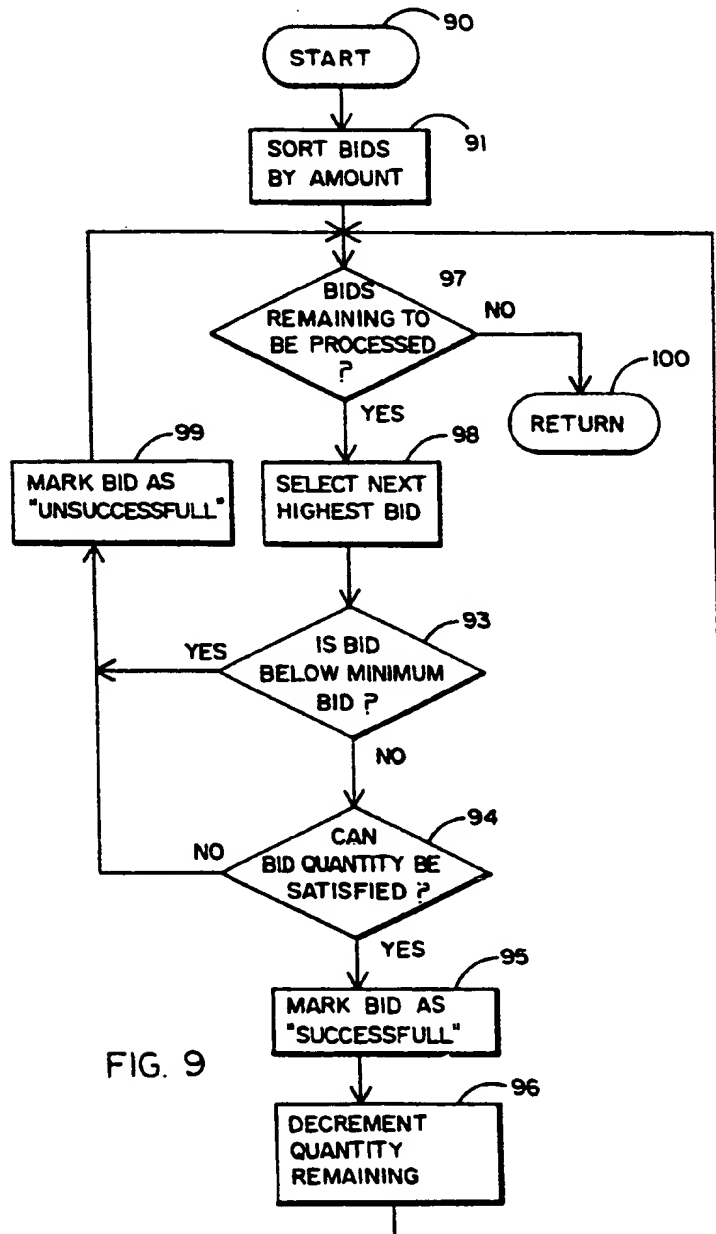 90
START
91
SORT BIDS
BY AMOUNT
97
BIDS
REMAINING TO
BE PROCESSED
?
NO
100
RETURN
YES
99
MARK BID AS
"UNSUCCESSFULL"
98
SELECT NEXT
HIGHEST BID
93
YES
IS BID
BELOW MINIMUM
BID ?
NO
94
NO
CAN
BID QUANTITY BE
SATISFIED ?
YES
95
MARK BID AS
"SUCCESSFULL"
FIG. 9
96
DECREMENT
QUANTITY
REMAINING